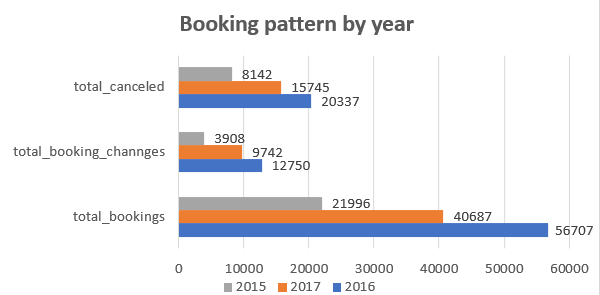 Booking pattern by year
total_canceled
8142
15745
20337
total_booking_channges
3908
9742
12750
total_bookings
21996
40687
56707
0 10000 20000 30000 40000 50000 60000
2015 2017 2016